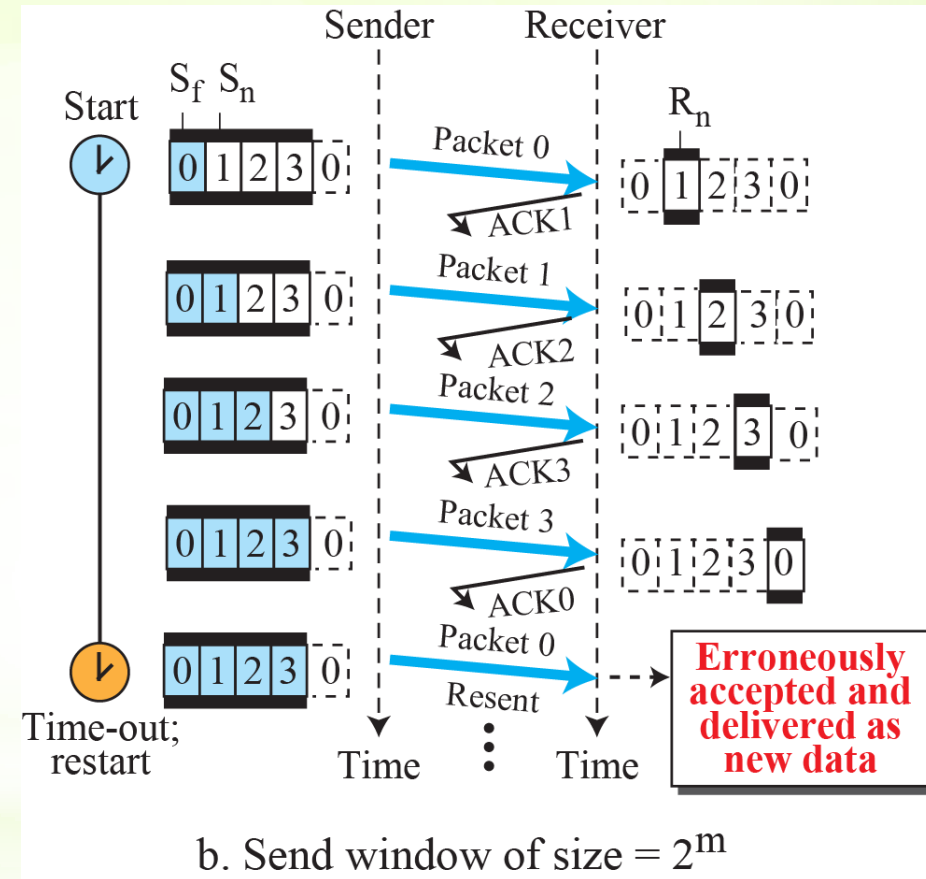 Sender Receiver
Start
S_f S_n
R_n
0 1 2 3 0
Packet 0
0 1 2 3 0
ACK1
0 1 2 3 0
Packet 1
0 1 2 3 0
ACK2
0 1 2 3 0
Packet 2
0 1 2 3 0
ACK3
0 1 2 3 0
Packet 3
0 1 2 3 0
ACK0
0 1 2 3 0
Packet 0
Resent
Erroneously
accepted and
delivered as
new data
Time-out;
restart
Time
Time
b. Send window of size = 2^m